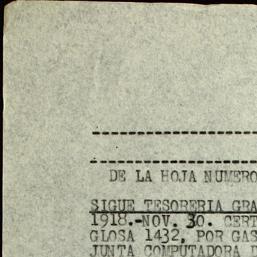 DE LA HOJA NUMERO
SIGUE TESORERIA GRA
1918.-NOV. 30. CERT
GLOSA 1432, POR GAS
JUNTA COMPUTADORA D